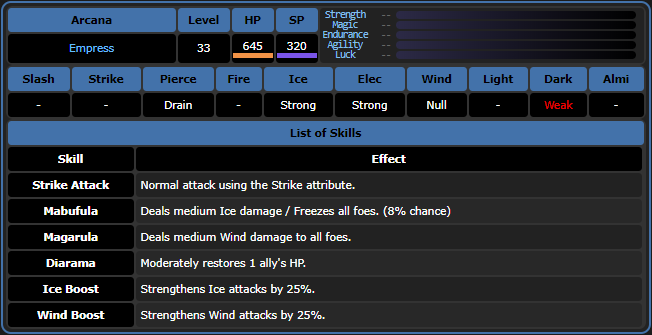 Arcana Level HP SP
Empress 33 645 320
Strength --
Magic --
Endurance --
Agility --
Luck --
Slash Strike Pierce Fire Ice Elec Wind Light Dark Almi
- - Drain - Strong Strong Null - Weak -
List of Skills
Skill Effect
Strike Attack Normal attack using the Strike attribute.
Mabufula Deals medium Ice damage / Freezes all foes. (8% chance)
Magarula Deals medium Wind damage to all foes.
Diarama Moderately restores 1 ally's HP.
Ice Boost Strengthens Ice attacks by 25%.
Wind Boost Strengthens Wind attacks by 25%.